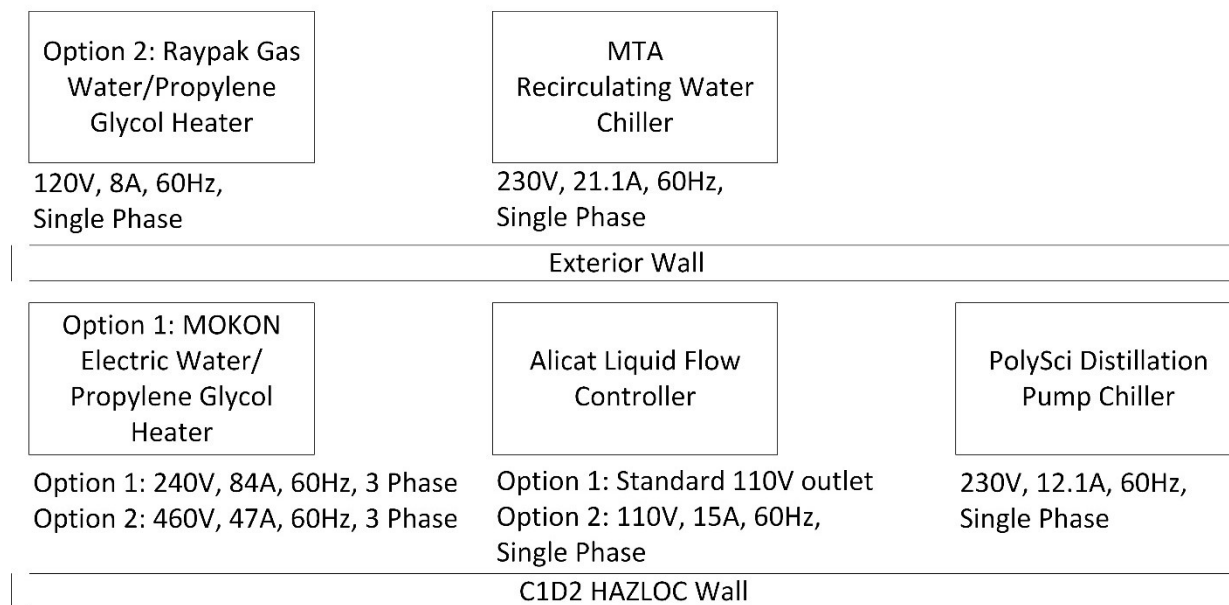 Option 2: Raypak Gas
Water/Propylene
Glycol Heater
120V, 8A, 60Hz,
Single Phase
MTA
Recirculating Water
Chiller
230V, 21.1A, 60Hz,
Single Phase
Exterior Wall
Option 1: MOKON
Electric Water/
Propylene Glycol
Heater
Option 1: 240V, 84A, 60Hz, 3 Phase
Option 2: 460V, 47A, 60Hz, 3 Phase
Alicat Liquid Flow
Controller
Option 1: Standard 110V outlet
Option 2: 110V, 15A, 60Hz,
Single Phase
PolySci Distillation
Pump Chiller
230V, 12.1A, 60Hz,
Single Phase
C1D2 HAZLOC Wall